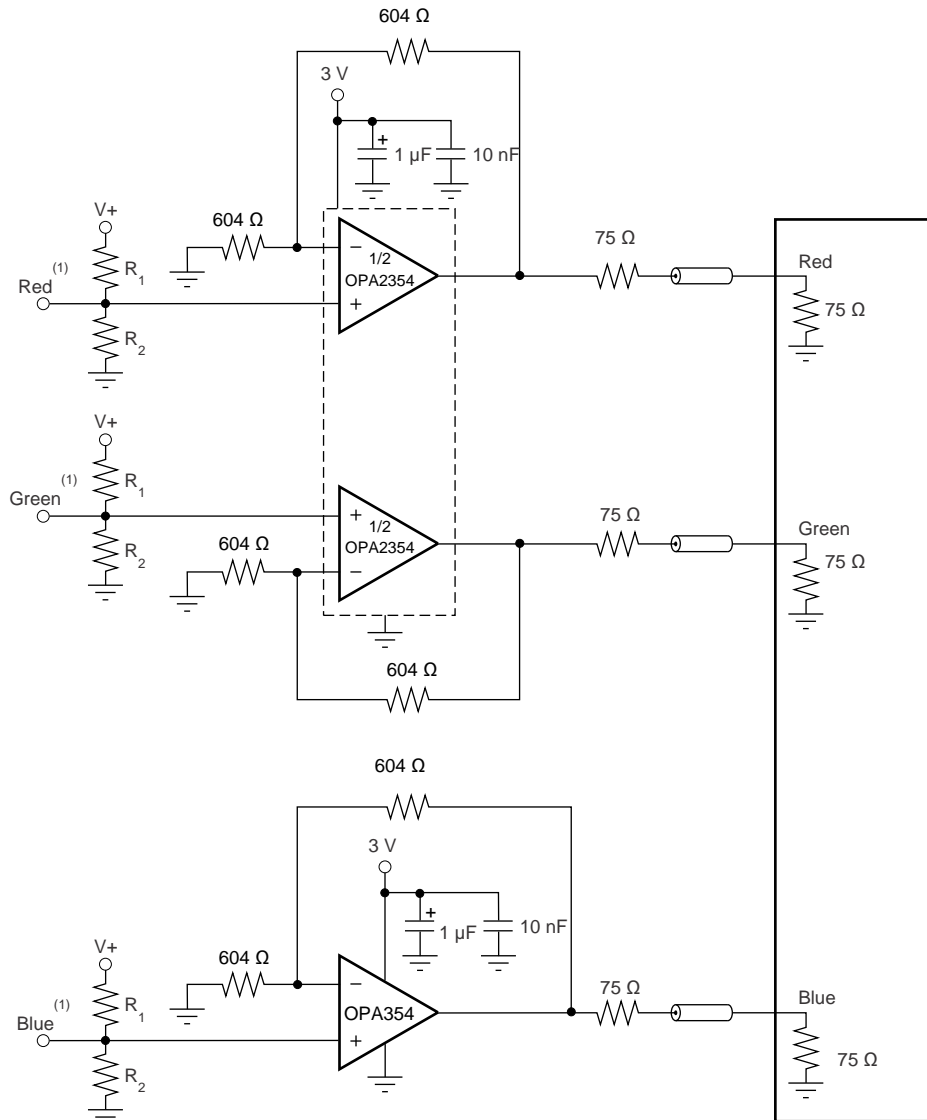 604 Ω
3 V
+
1 µF
10 nF
604 Ω
V+
R1
Red (1)
R2
−
1/2
OPA2354
+
75 Ω
Red
75 Ω
V+
R1
Green (1)
R2
+
1/2
OPA2354
−
604 Ω
75 Ω
Green
75 Ω
604 Ω
604 Ω
3 V
+
1 µF
10 nF
604 Ω
V+
R1
Blue (1)
R2
−
OPA354
+
75 Ω
Blue
75 Ω